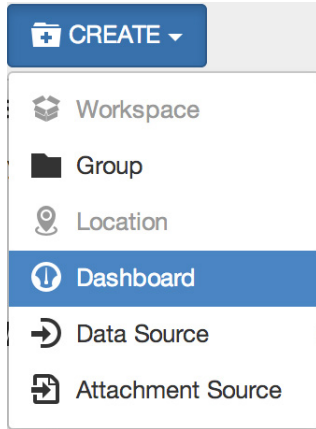 CREATE
Workspace
Group
Location
Dashboard
Data Source
Attachment Source